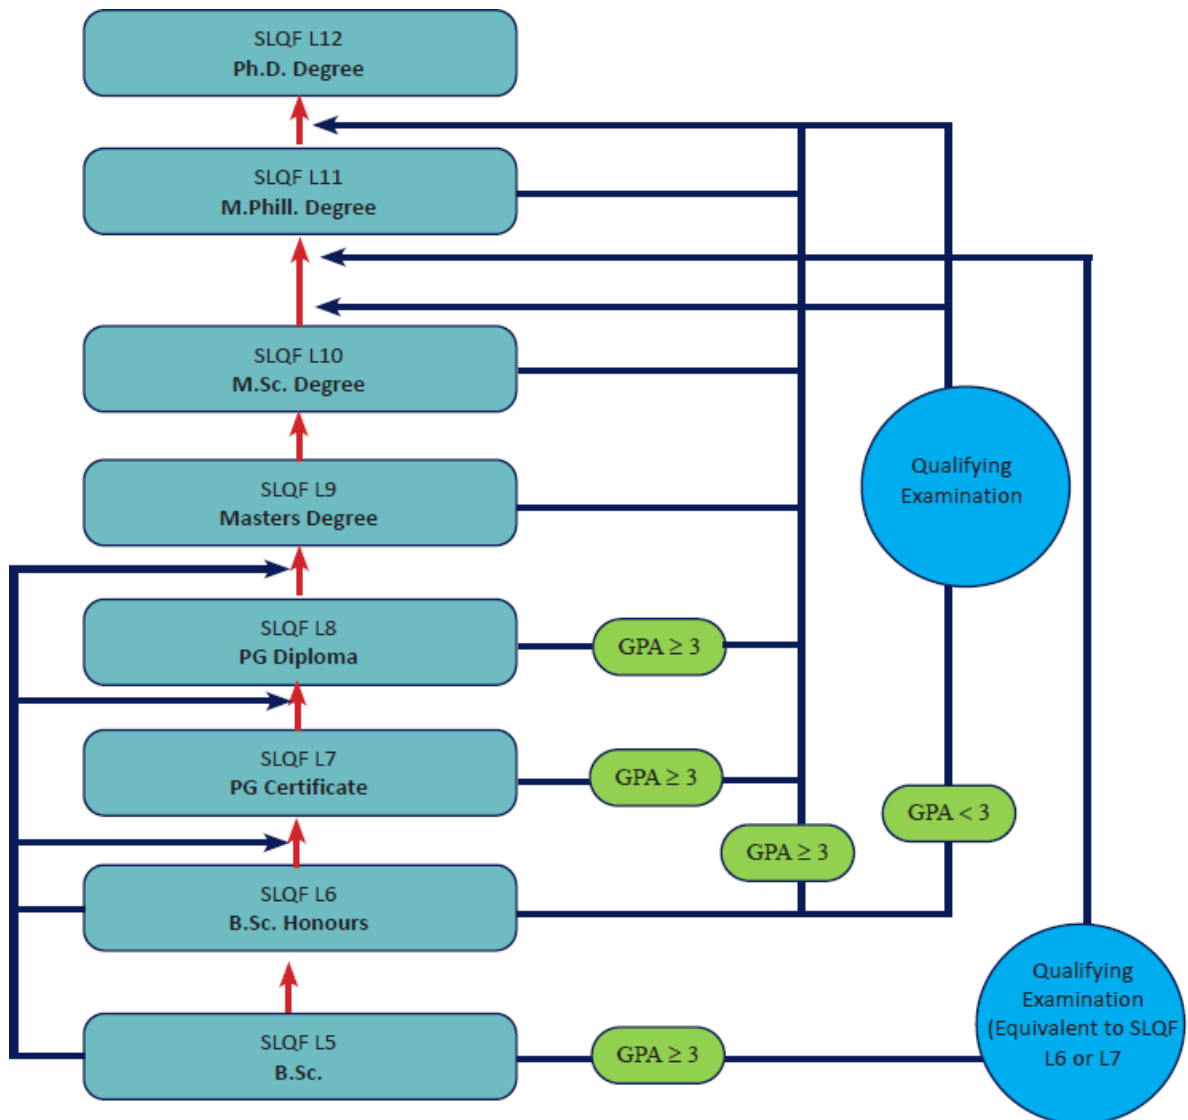 SLQF L12
Ph.D. Degree
SLQF L11
M.Phill. Degree
SLQF L10
M.Sc. Degree
Qualifying
Examination
SLQF L9
Masters Degree
SLQF L8
PG Diploma
GPA ≥ 3
SLQF L7
PG Certificate
GPA ≥ 3
GPA < 3
GPA ≥ 3
SLQF L6
B.Sc. Honours
Qualifying
Examination
(Equivalent to SLQF
L6 or L7
SLQF L5
B.Sc.
GPA ≥ 3